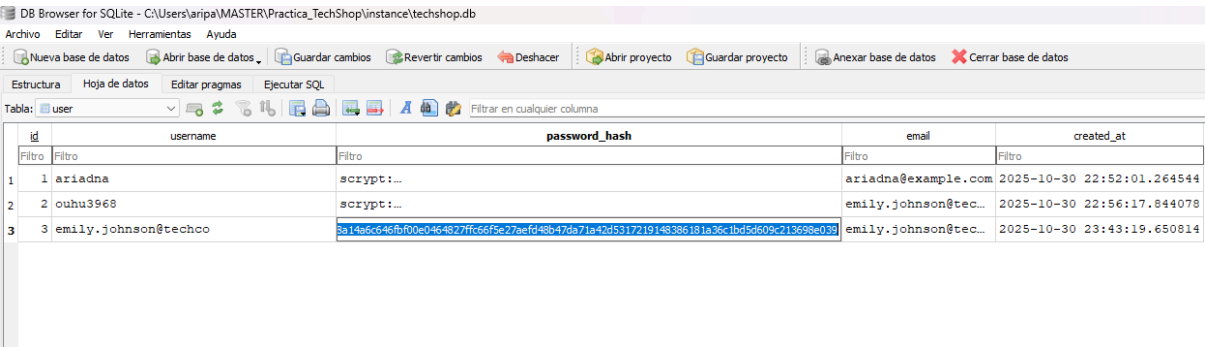 DB Browser for SQLite - C:\Users\aripa\MASTER\Practica_TechShop\instance\techshop.db
Archivo Editar Ver Herramientas Ayuda
Nueva base de datos Abrir base de datos Guardar cambios Revertir cambios Deshacer Abrir proyecto Guardar proyecto Anexar base de datos Cerrar base de datos
Estructura Hoja de datos Editar pragmas Ejecutar SQL
Tabla: user Filtrar en cualquier columna
id username password_hash email created_at
Filtro Filtro Filtro Filtro Filtro
1 1 ariadna scrypt:… ariadna@example.com 2025-10-30 22:52:01.264544
2 2 ouhu3968 scrypt:… emily.johnson@tec… 2025-10-30 22:56:17.844078
3 3 emily.johnson@techco 8a14a6c646fbf00e0464827ffc66f5e27aefd48b47da71a42d5317219148386181a36c1bd5d609c213698e039 emily.johnson@tec… 2025-10-30 23:43:19.650814